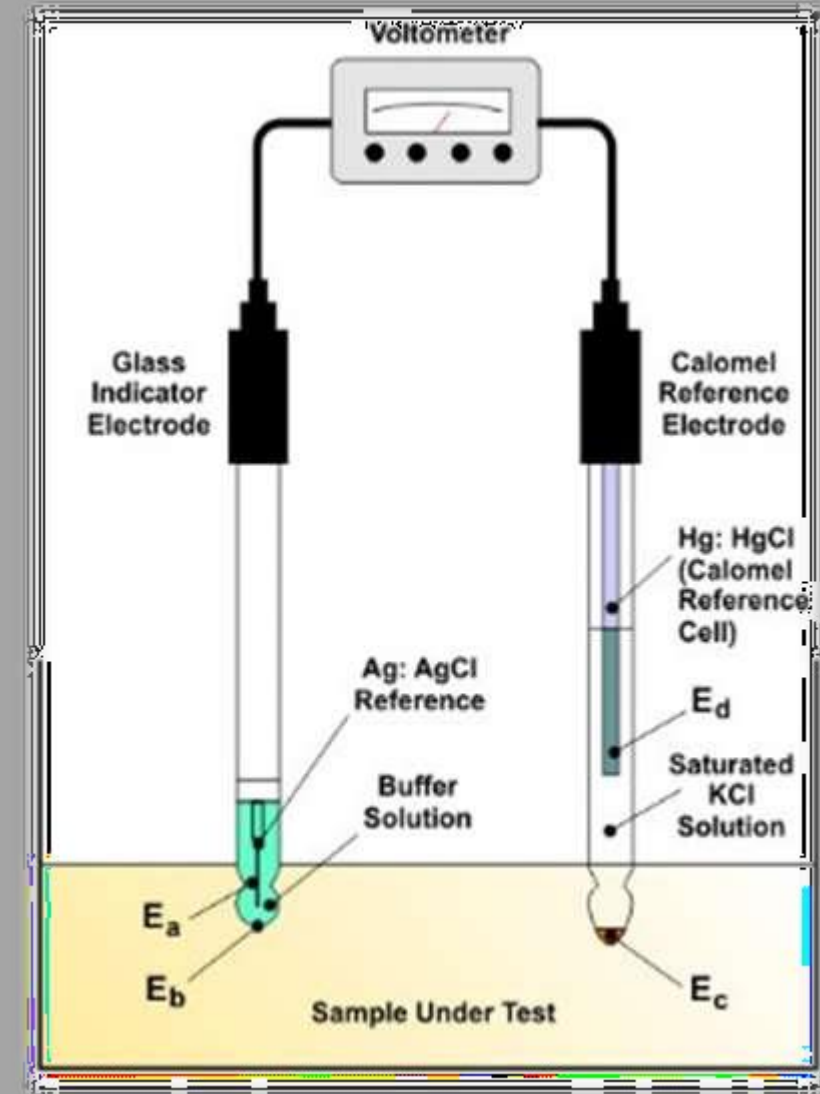 Voltometer
Glass
Indicator
Electrode
Calomel
Reference
Electrode
Hg: HgCl
(Calomel
Reference
Cell)
Ag: AgCl
Reference
Ed
Saturated
KCl
Solution
Buffer
Solution
Ea
Eb
Ec
Sample Under Test